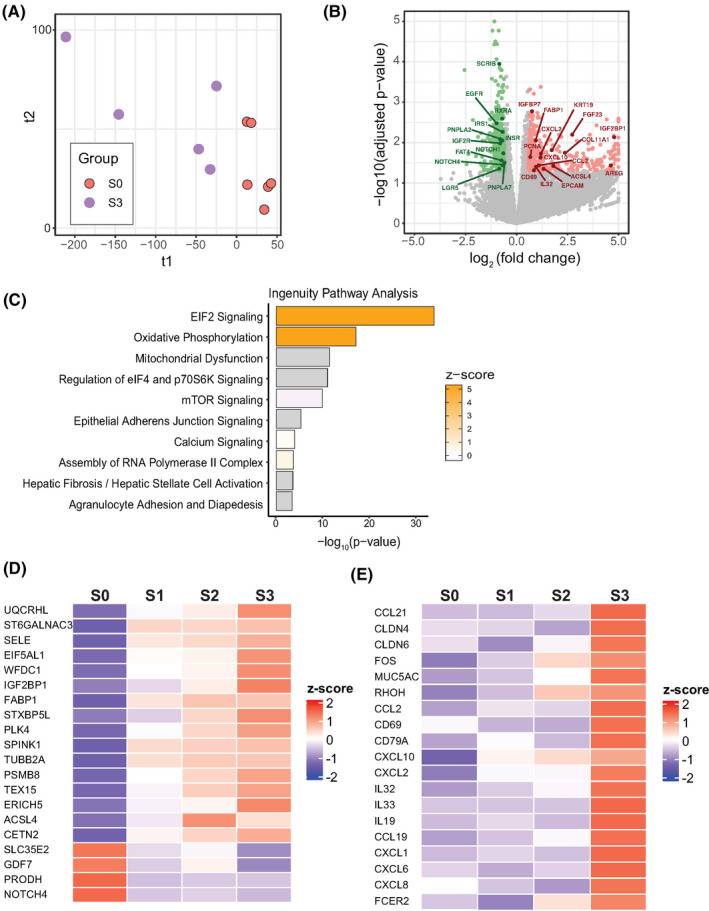 (A)
100
t2
0
Group
S0
S3
−200 −150 −100 −50 0 50
t1
(B)
5
4
3
2
1
0
−log10(adjusted p−value)
SCRIB
EGFR
RXRA
IRS1
PNPLA2
INSR
IGF2R
NOTCH1
FAT4
NOTCH4
LGR5
PNPLA7
IGFBP7
FABP1
KRT19
FGF23
CXCL2
IGF2BP1
COL11A1
PCNA
CXCL10
CCL2
CD69
IL32
ACSL4
EPCAM
AREG
−5.0 −2.5 0.0 2.5 5.0
log2(fold change)
(C)
Ingenuity Pathway Analysis
EIF2 Signaling
Oxidative Phosphorylation
Mitochondrial Dysfunction
Regulation of eIF4 and p70S6K Signaling
mTOR Signaling
Epithelial Adherens Junction Signaling
Calcium Signaling
Assembly of RNA Polymerase II Complex
Hepatic Fibrosis / Hepatic Stellate Cell Activation
Agranulocyte Adhesion and Diapedesis
0 10 20 30
−log10(p−value)
z−score
5
4
3
2
1
0
(D)
S0 S1 S2 S3
UQCRHL
ST6GALNAC3
SELE
EIF5AL1
WFDC1
IGF2BP1
FABP1
STXBP5L
PLK4
SPINK1
TUBB2A
PSMB8
TEX15
ERICH5
ACSL4
CETN2
SLC35E2
GDF7
PRODH
NOTCH4
z-score
2
1
0
-1
-2
(E)
S0 S1 S2 S3
CCL21
CLDN4
CLDN6
FOS
MUC5AC
RHOH
CCL2
CD69
CD79A
CXCL10
CXCL2
IL32
IL33
IL19
CCL19
CXCL1
CXCL6
CXCL8
FCER2
z-score
2
1
0
-1
-2